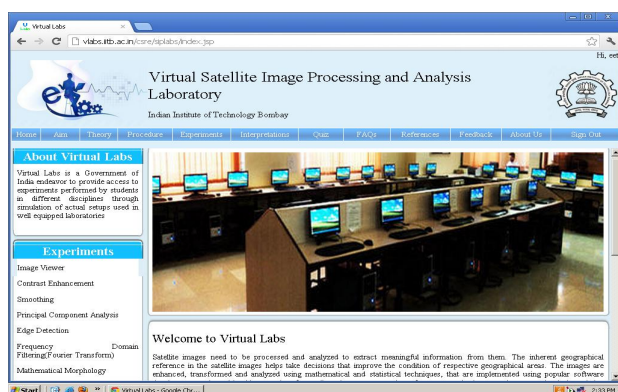 Virtual Labs
vlabs.iitb.ac.in/csre/siplabs/index.jsp
Hi, eet
Virtual Satellite Image Processing and Analysis
Laboratory
Indian Institute of Technology Bombay
Home Aim Theory Procedure Experiments Interpretations Quiz FAQs References Feedback About Us Sign Out
About Virtual Labs
Virtual Labs is a Government of
India endeavor to provide access to
experiments performed by students
in different disciplines through
simulation of actual setups used in
well equipped laboratories
Experiments
Image Viewer
Contrast Enhancement
Smoothing
Principal Component Analysis
Edge Detection
Frequency Domain
Filtering(Fourier Transform)
Mathematical Morphology
Welcome to Virtual Labs
Satellite images need to be processed and analyzed to extract meaningful information from them. The inherent geographical
reference in the satellite images help take decisions that improve the condition of respective geographical areas. The images are
enhanced, transformed and analyzed using mathematical and statistical techniques, that are implemented using popular software
Start Virtual Labs - Google Chr... 2:33 PM